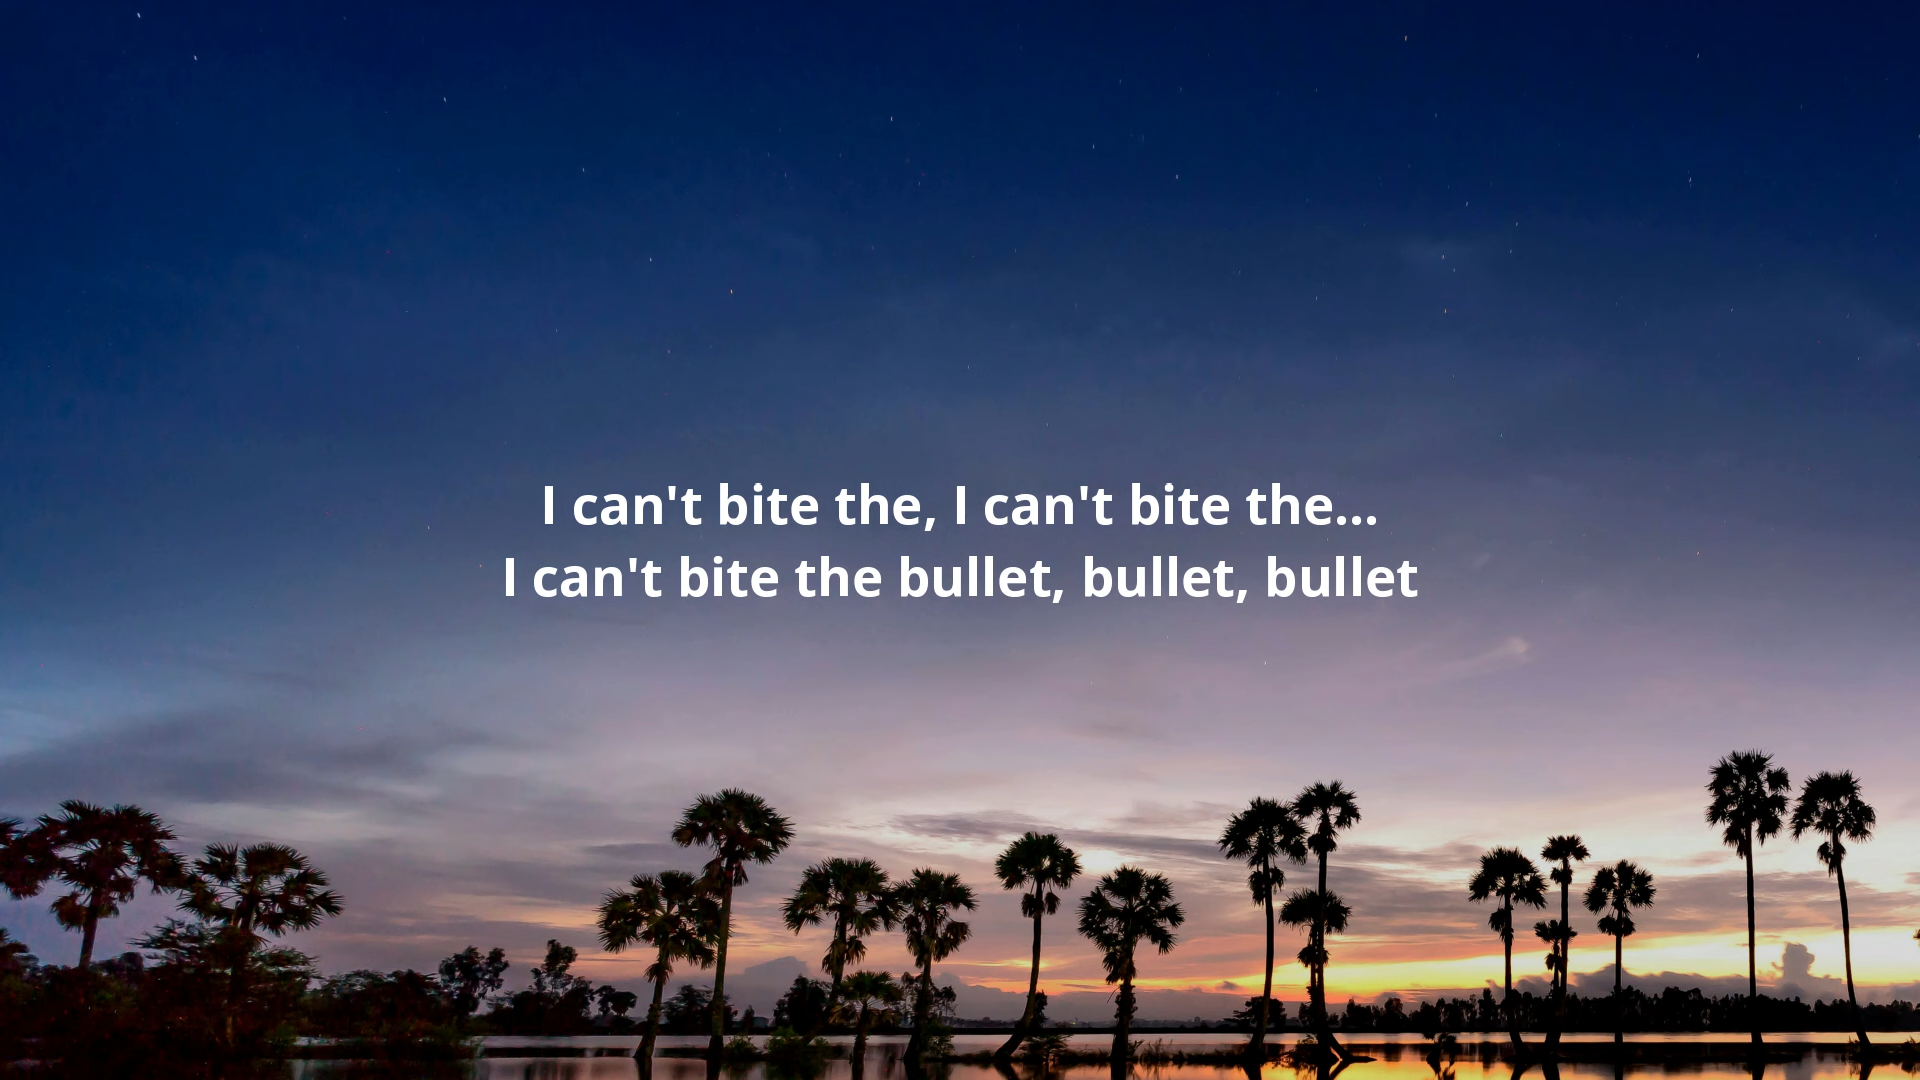 I can't bite the, I can't bite the...
I can't bite the bullet, bullet, bullet